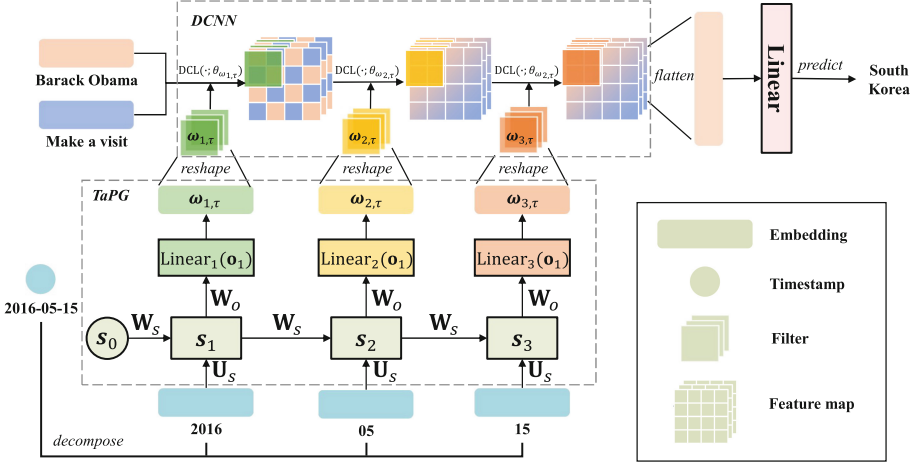 DCNN
Barack Obama
Make a visit
DCL(·; θω1,τ)
DCL(·; θω2,τ)
DCL(·; θω2,τ)
flatten
Linear
predict
South
Korea
ω1,τ
ω2,τ
ω3,τ
reshape
reshape
reshape
TaPG
ω1,τ
ω2,τ
ω3,τ
Linear1(o1)
Linear2(o1)
Linear3(o1)
2016-05-15
Wo
Wo
Wo
s0
Ws
s1
Ws
s2
Ws
s3
Us
Us
Us
2016
05
15
decompose
Embedding
Timestamp
Filter
Feature map